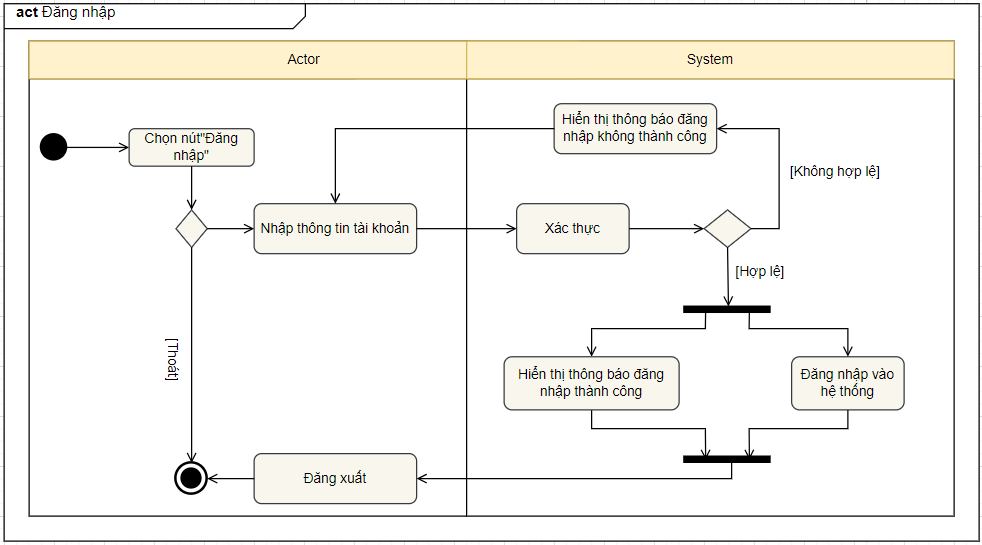 act Đăng nhập
Actor
System
Hiển thị thông báo đăng
nhập không thành công
Chọn nút"Đăng
nhập"
[Không hợp lệ]
Nhập thông tin tài khoản
Xác thực
[Hợp lệ]
[Thoát]
Hiển thị thông báo đăng
nhập thành công
Đăng nhập vào
hệ thống
Đăng xuất